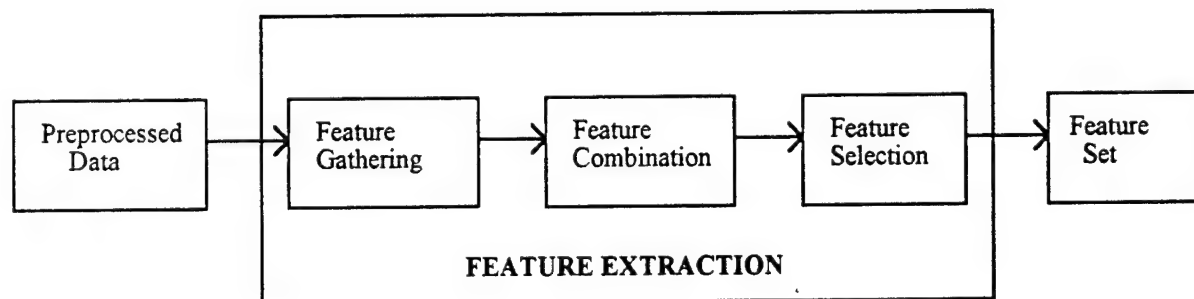 Preprocessed
Data
Feature
Gathering
Feature
Combination
Feature
Selection
Feature
Set
FEATURE EXTRACTION